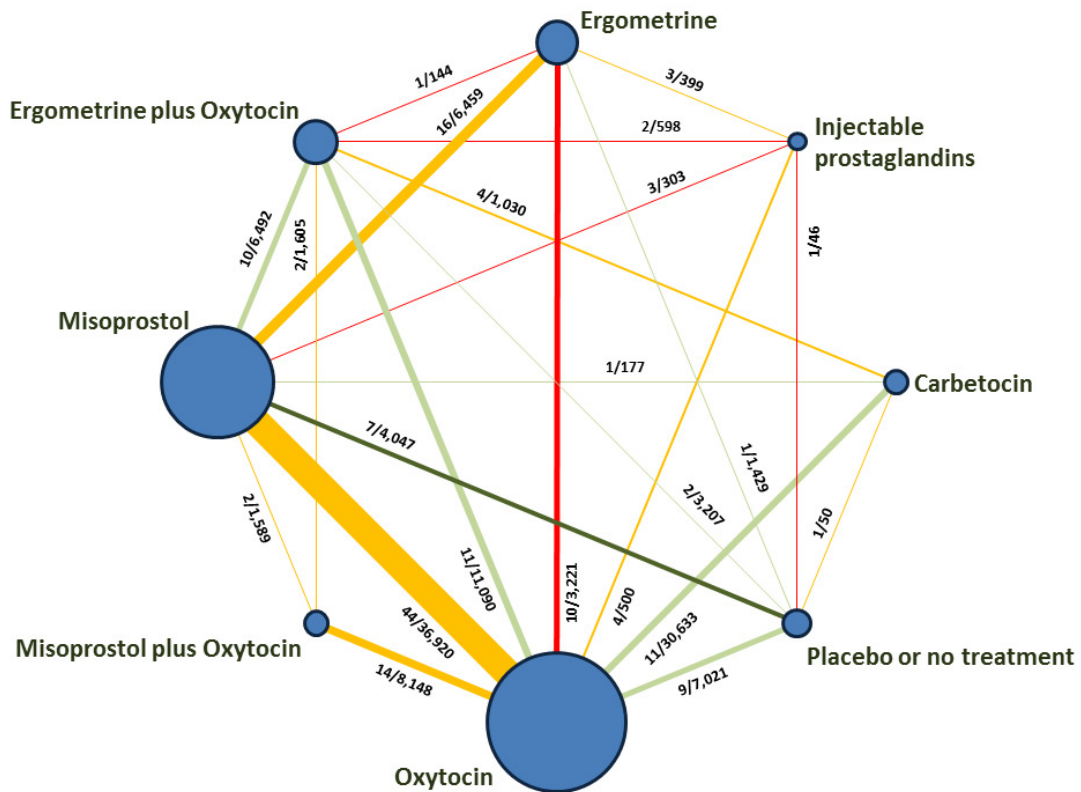 Ergometrine
1/144
3/399
16/6,459
Ergometrine plus Oxytocin
2/598
Injectable
prostaglandins
3/303
4/1,030
10/6,492
2/1,605
1/46
Misoprostol
1/177
Carbetocin
7/4,047
1/1,429
2/3,207
2/1,589
1/50
11/11,090
10/3,221
4/500
44/36,920
11/30,633
Misoprostol plus Oxytocin
Placebo or no treatment
14/8,148
9/7,021
Oxytocin